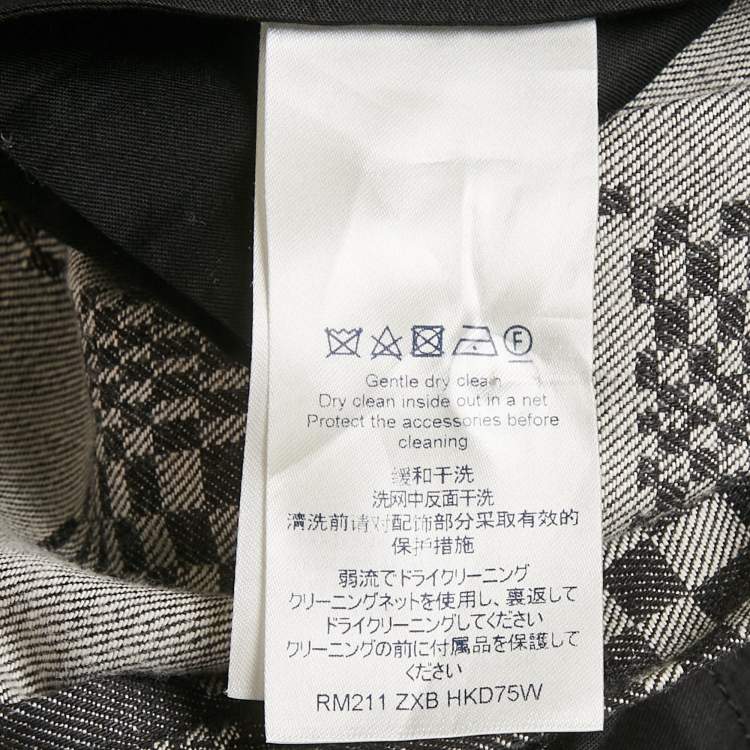 F
Gentle dry clean
Dry clean inside out in a net
Protect the accessories before
cleaning
缓和干洗
洗网中反面干洗
清洗前请对配饰部分采取有效的
保护措施
弱流でドライクリーニング
クリーニングネットを使用し、裏返して
ドライクリーニングしてください
クリーニングの前に付属品を保護して
ください
RM211 ZXB HKD75W